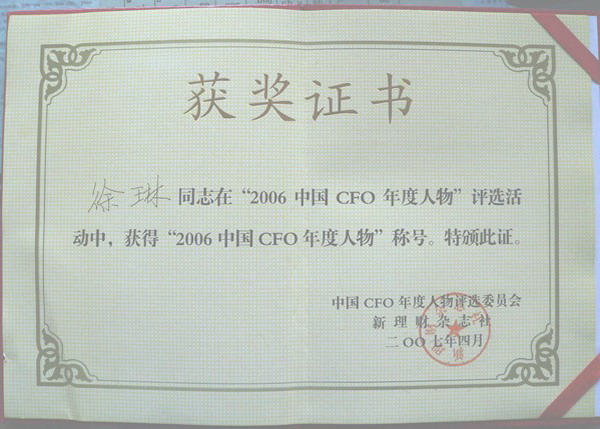 获奖证书
徐琳 同志在“2006 中国 CFO 年度人物”评选活
动中，获得“2006 中国 CFO 年度人物”称号。特颁此证。
中国 CFO 年度人物评选委员会
新理财杂志社
二〇〇七年四月